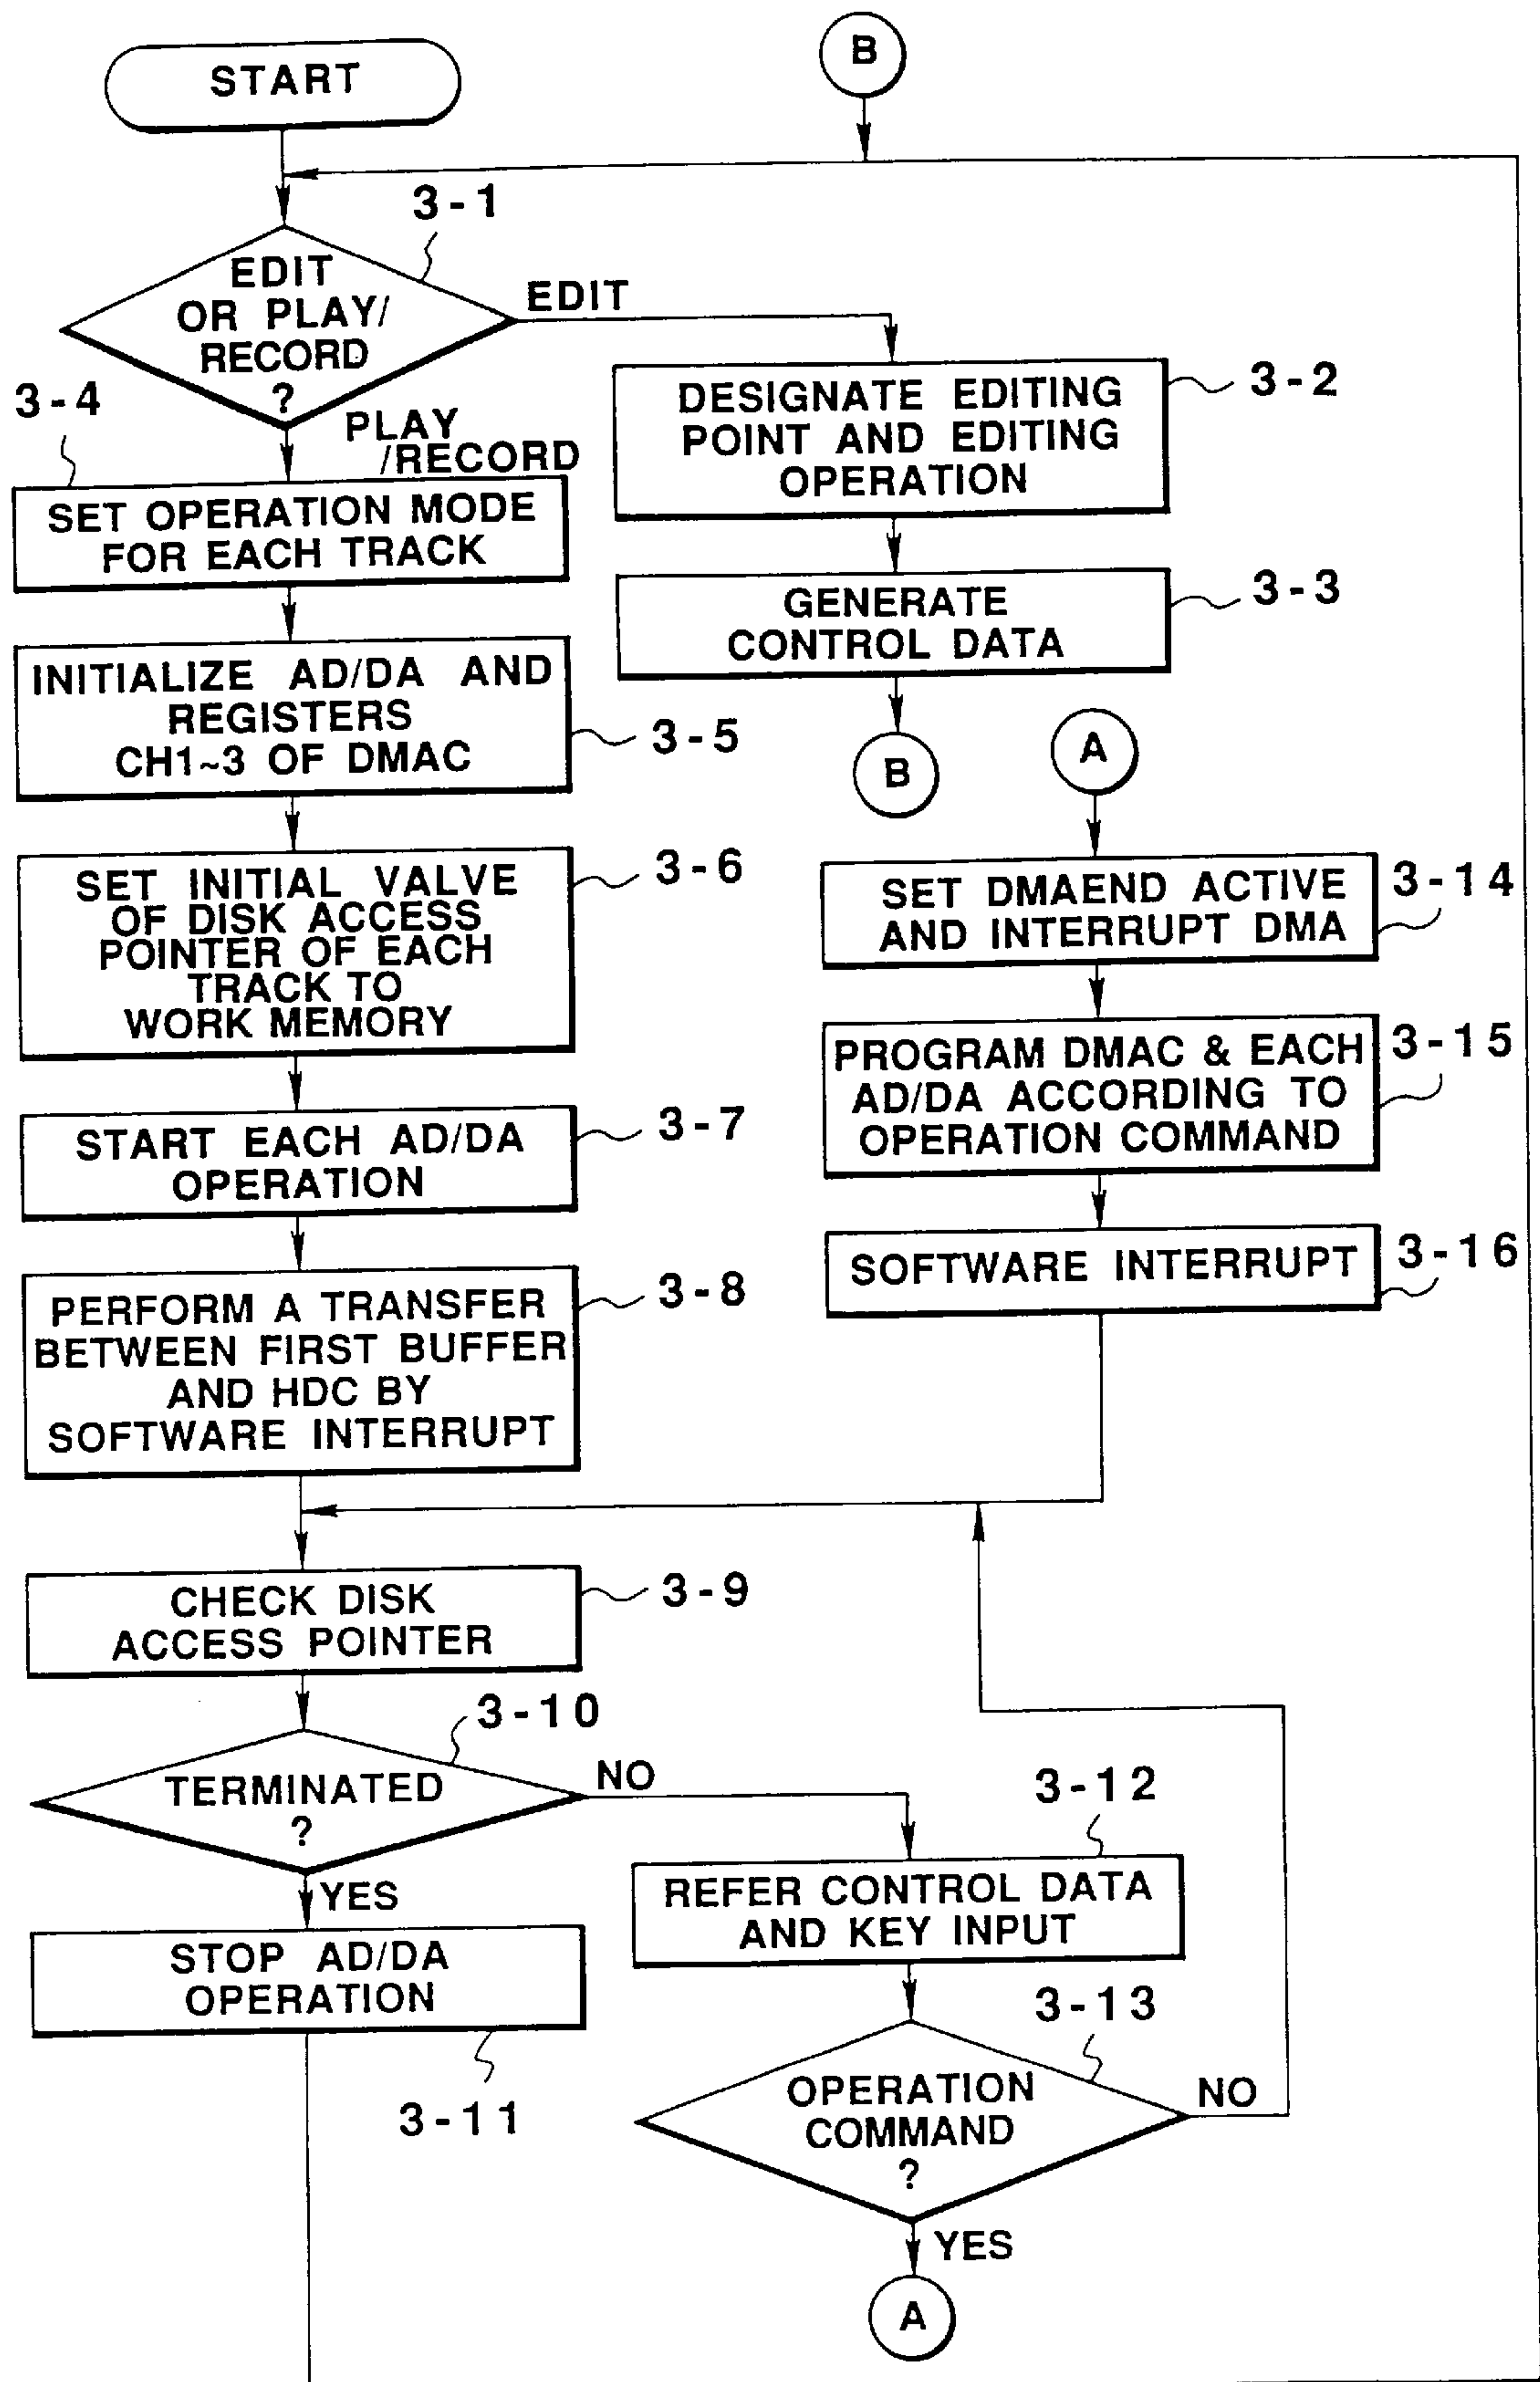 START
B
3-1
EDIT
OR PLAY/
RECORD
?
EDIT
3-4
PLAY
/RECORD
3-2
DESIGNATE EDITING
POINT AND EDITING
OPERATION
SET OPERATION MODE
FOR EACH TRACK
3-3
GENERATE
CONTROL DATA
INITIALIZE AD/DA AND
REGISTERS
CH1~3 OF DMAC
3-5
B
A
SET INITIAL VALVE
OF DISK ACCESS
POINTER OF EACH
TRACK TO
WORK MEMORY
3-6
SET DMAEND ACTIVE
AND INTERRUPT DMA
3-14
PROGRAM DMAC & EACH
AD/DA ACCORDING TO
OPERATION COMMAND
3-15
START EACH AD/DA
OPERATION
3-7
SOFTWARE INTERRUPT
3-16
PERFORM A TRANSFER
BETWEEN FIRST BUFFER
AND HDC BY
SOFTWARE INTERRUPT
3-8
CHECK DISK
ACCESS POINTER
3-9
3-10
TERMINATED
?
NO
YES
3-12
REFER CONTROL DATA
AND KEY INPUT
STOP AD/DA
OPERATION
3-11
3-13
OPERATION
COMMAND
?
NO
YES
A